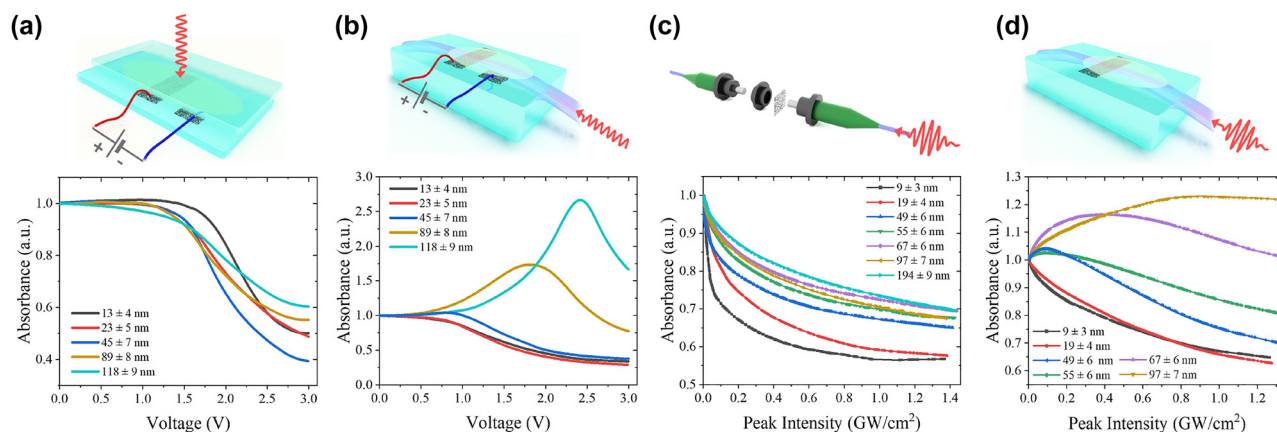 (a)
(b)
(c)
(d)
+
-
+
-
Absorbance (a.u.)
1.0
0.8
0.6
0.4
13 ± 4 nm
23 ± 5 nm
45 ± 7 nm
89 ± 8 nm
118 ± 9 nm
0.0 0.5 1.0 1.5 2.0 2.5 3.0
Voltage (V)
Absorbance (a.u.)
3.0
2.5
2.0
1.5
1.0
0.5
0.0
13 ± 4 nm
23 ± 5 nm
45 ± 7 nm
89 ± 8 nm
118 ± 9 nm
0.0 0.5 1.0 1.5 2.0 2.5 3.0
Voltage (V)
Absorbance (a.u.)
1.0
0.9
0.8
0.7
0.6
0.5
9 ± 3 nm
19 ± 4 nm
49 ± 6 nm
55 ± 6 nm
67 ± 6 nm
97 ± 7 nm
194 ± 9 nm
0.0 0.2 0.4 0.6 0.8 1.0 1.2 1.4
Peak Intensity (GW/cm²)
Absorbance (a.u.)
1.3
1.2
1.1
1.0
0.9
0.8
0.7
0.6
9 ± 3 nm
19 ± 4 nm
49 ± 6 nm 67 ± 6 nm
55 ± 6 nm 97 ± 7 nm
0.0 0.2 0.4 0.6 0.8 1.0 1.2
Peak Intensity (GW/cm²)